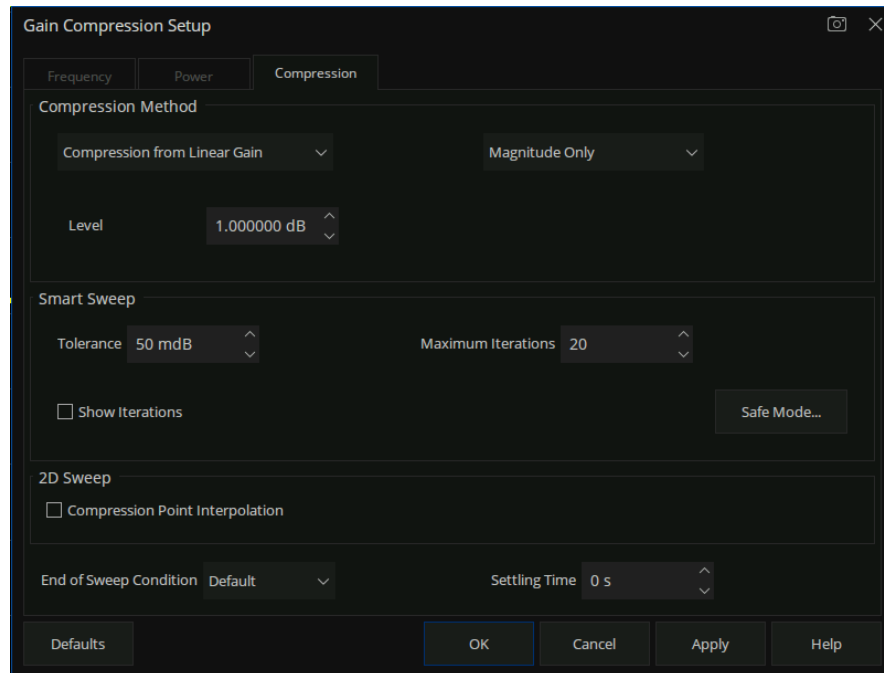 Gain Compression Setup
Frequency Power Compression
Compression Method
Compression from Linear Gain Magnitude Only
Level 1.000000 dB
Smart Sweep
Tolerance 50 mdB Maximum Iterations 20
Show Iterations Safe Mode...
2D Sweep
Compression Point Interpolation
End of Sweep Condition Default Settling Time 0 s
Defaults OK Cancel Apply Help